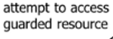 attempt to access
guarded resource